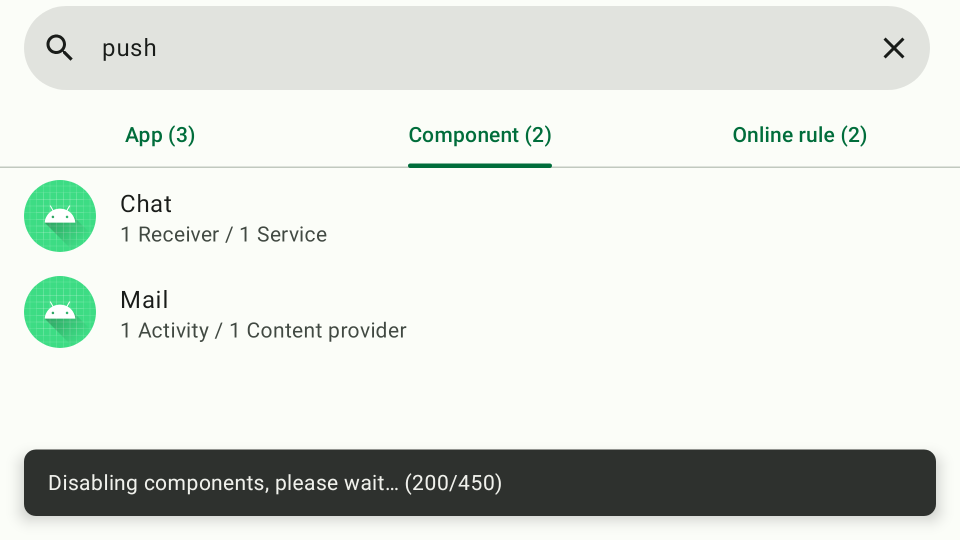 push
App (3)
Component (2)
Online rule (2)
Chat
1 Receiver / 1 Service
Mail
1 Activity / 1 Content provider
Disabling components, please wait… (200/450)